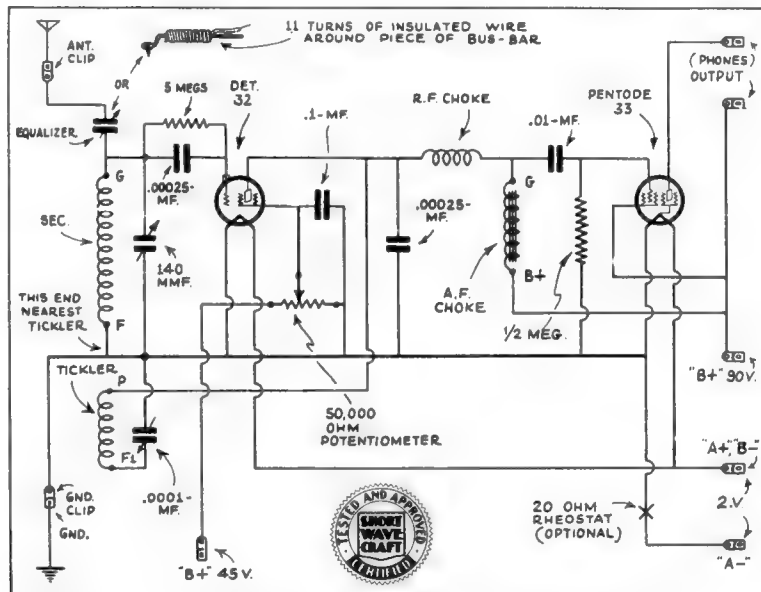 11 TURNS OF INSULATED WIRE
AROUND PIECE OF BUS-BAR
ANT.
CLIP
OR
EQUALIZER
5 MEGS
DET.
32
.1-MF.
R.F. CHOKE
.01-MF.
PENTODE
33
(PHONES)
OUTPUT
G
.00025-
MF.
SEC.
140
MMF.
THIS END
NEAREST
TICKLER
F
.00025-
MF.
G
B+
A.F.
CHOKE
1/2 MEG.
"B+" 90V.
TICKLER
P
F1
.0001-
MF.
50,000
OHM
POTENTIOMETER
GND.
CLIP
GND.
"B+" 45 V.
TESTED AND APPROVED
SHORT
WAVE
CRAFT
CERTIFIED
20 OHM
RHEOSTAT
(OPTIONAL)
"A+","B-"
2.V.
"A-"